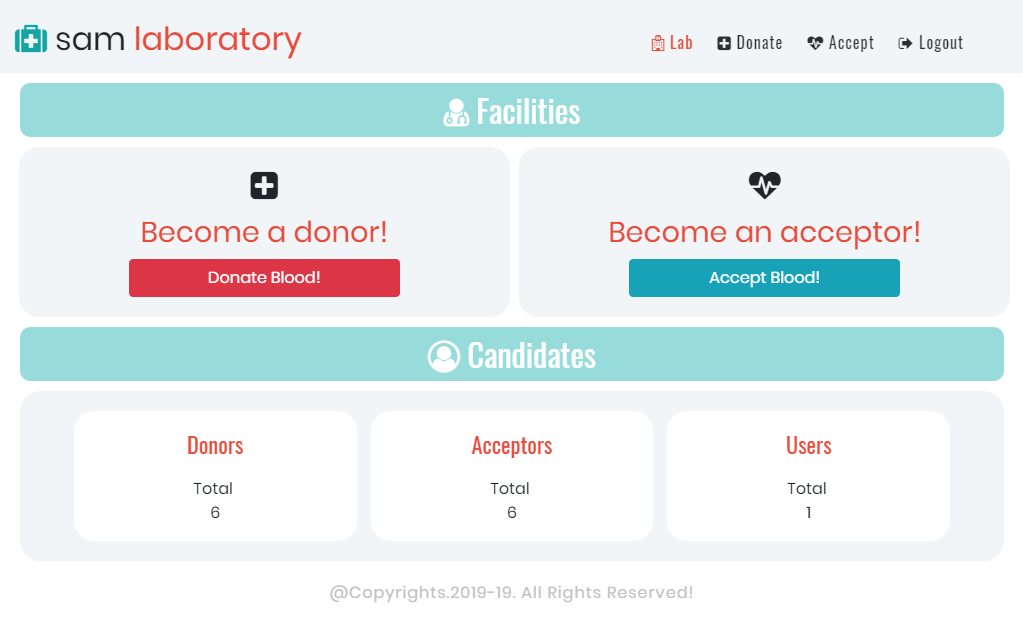 sam laboratory
Lab Donate Accept Logout
Facilities
Become a donor!
Donate Blood!
Become an acceptor!
Accept Blood!
Candidates
Donors
Total
6
Acceptors
Total
6
Users
Total
1
@Copyrights.2019-19. All Rights Reserved!